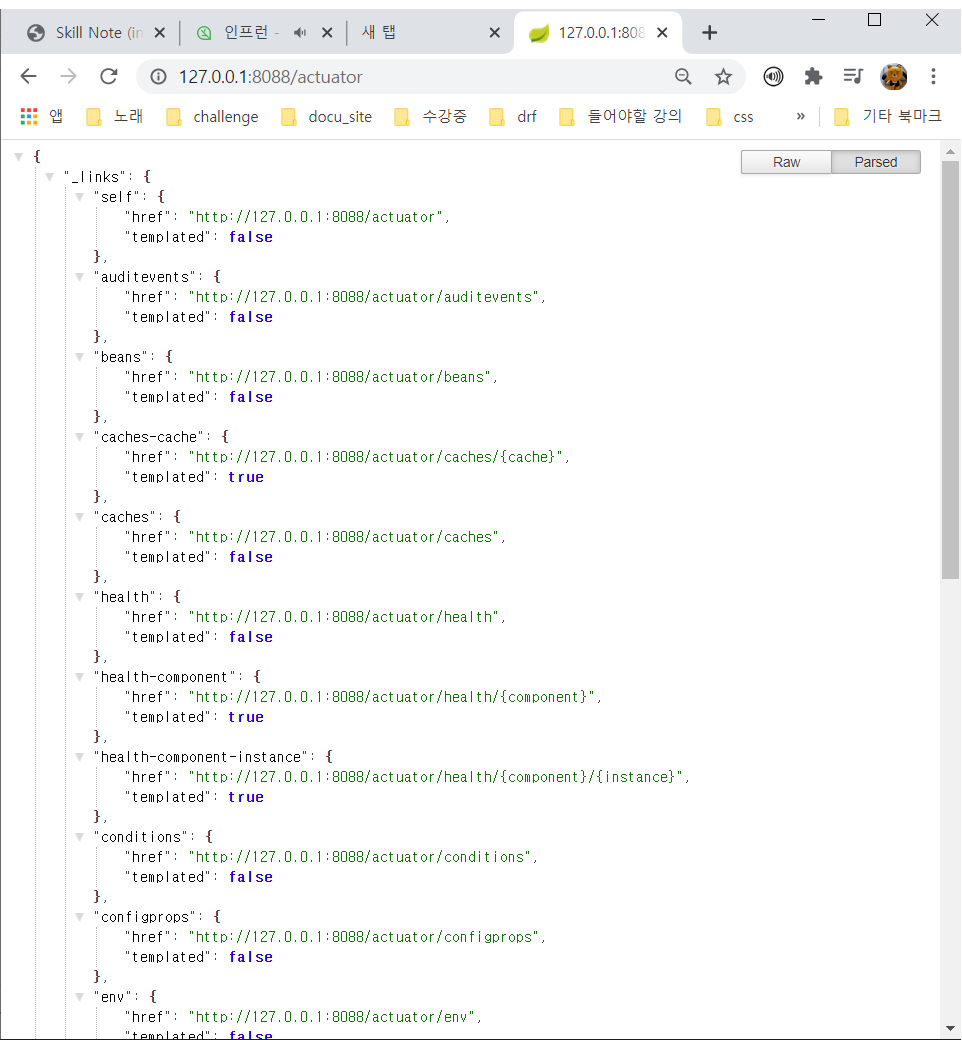 Skill Note (in
인프런 -
새 탭
127.0.0.1:808
127.0.0.1:8088/actuator
앱 노래 challenge docu_site 수강중 drf 들어야할 강의 css » 기타 북마크
Raw Parsed
{
"_links": {
"self": {
"href": "http://127.0.0.1:8088/actuator",
"templated": false
},
"auditevents": {
"href": "http://127.0.0.1:8088/actuator/auditevents",
"templated": false
},
"beans": {
"href": "http://127.0.0.1:8088/actuator/beans",
"templated": false
},
"caches-cache": {
"href": "http://127.0.0.1:8088/actuator/caches/{cache}",
"templated": true
},
"caches": {
"href": "http://127.0.0.1:8088/actuator/caches",
"templated": false
},
"health": {
"href": "http://127.0.0.1:8088/actuator/health",
"templated": false
},
"health-component": {
"href": "http://127.0.0.1:8088/actuator/health/{component}",
"templated": true
},
"health-component-instance": {
"href": "http://127.0.0.1:8088/actuator/health/{component}/{instance}",
"templated": true
},
"conditions": {
"href": "http://127.0.0.1:8088/actuator/conditions",
"templated": false
},
"configprops": {
"href": "http://127.0.0.1:8088/actuator/configprops",
"templated": false
},
"env": {
"href": "http://127.0.0.1:8088/actuator/env",
"templated": false